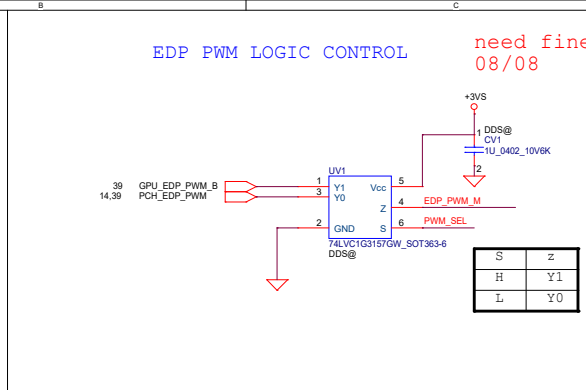 B
C
EDP PWM LOGIC CONTROL
need fine
08/08
+3VS
1
DDS@
CV1
1U_0402_10V6K
2
UV1
39 GPU_EDP_PWM_B
1 Y1 Vcc 5
14,39 PCH_EDP_PWM
3 Y0
Z 4 EDP_PWM_M
2 GND S 6 PWM_SEL
74LVC1G3157GW_SOT363-6
DDS@
S z
H Y1
L Y0